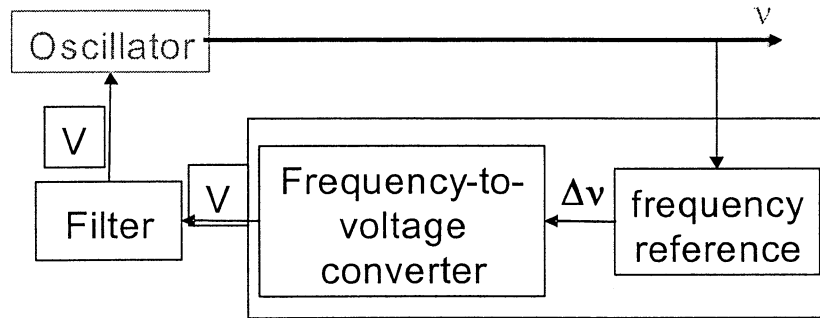 ν
Oscillator
V
V
Frequency-to-
voltage
converter
Δν
frequency
reference
Filter